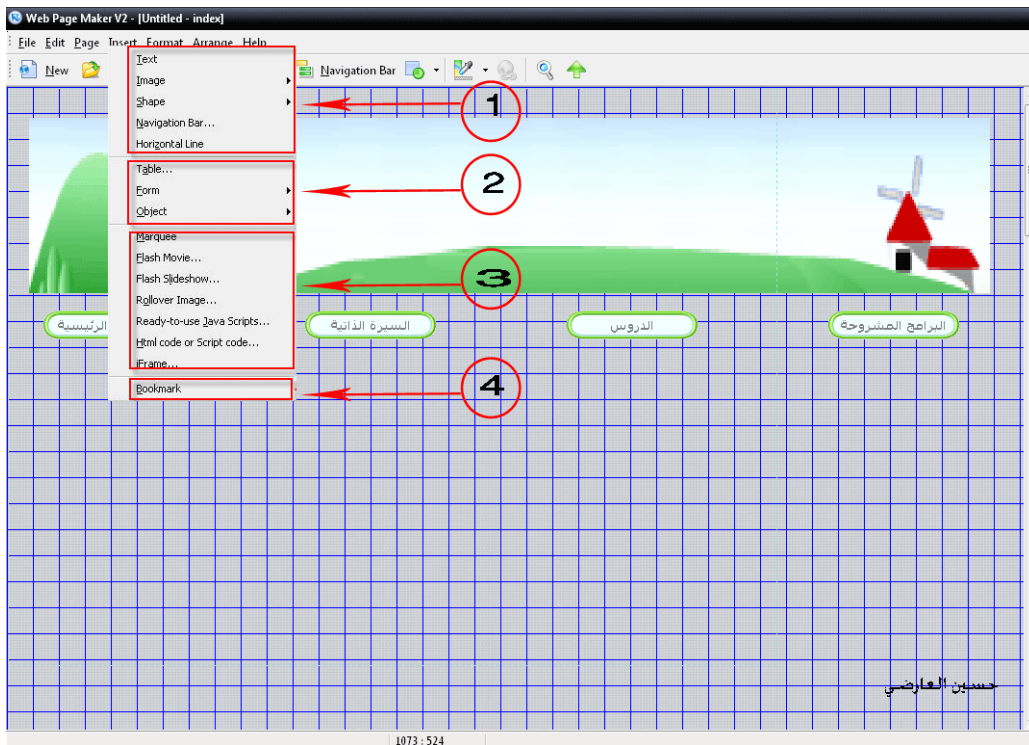 Web Page Maker V2 - [Untitled - index]
File Edit Page Insert Format Arrange Help
New Navigation Bar
Text
Image
Shape
Navigation Bar...
Horizontal Line
1
Table...
Form
Object
2
Marquee
Flash Movie...
Flash Slideshow...
Rollover Image...
Ready-to-use Java Scripts...
Html code or Script code...
iFrame...
3
Bookmark
4
الرئيسية
السيرة الذاتية
الدروس
البرامج المشروحة
حسين العارضي
1073 : 524